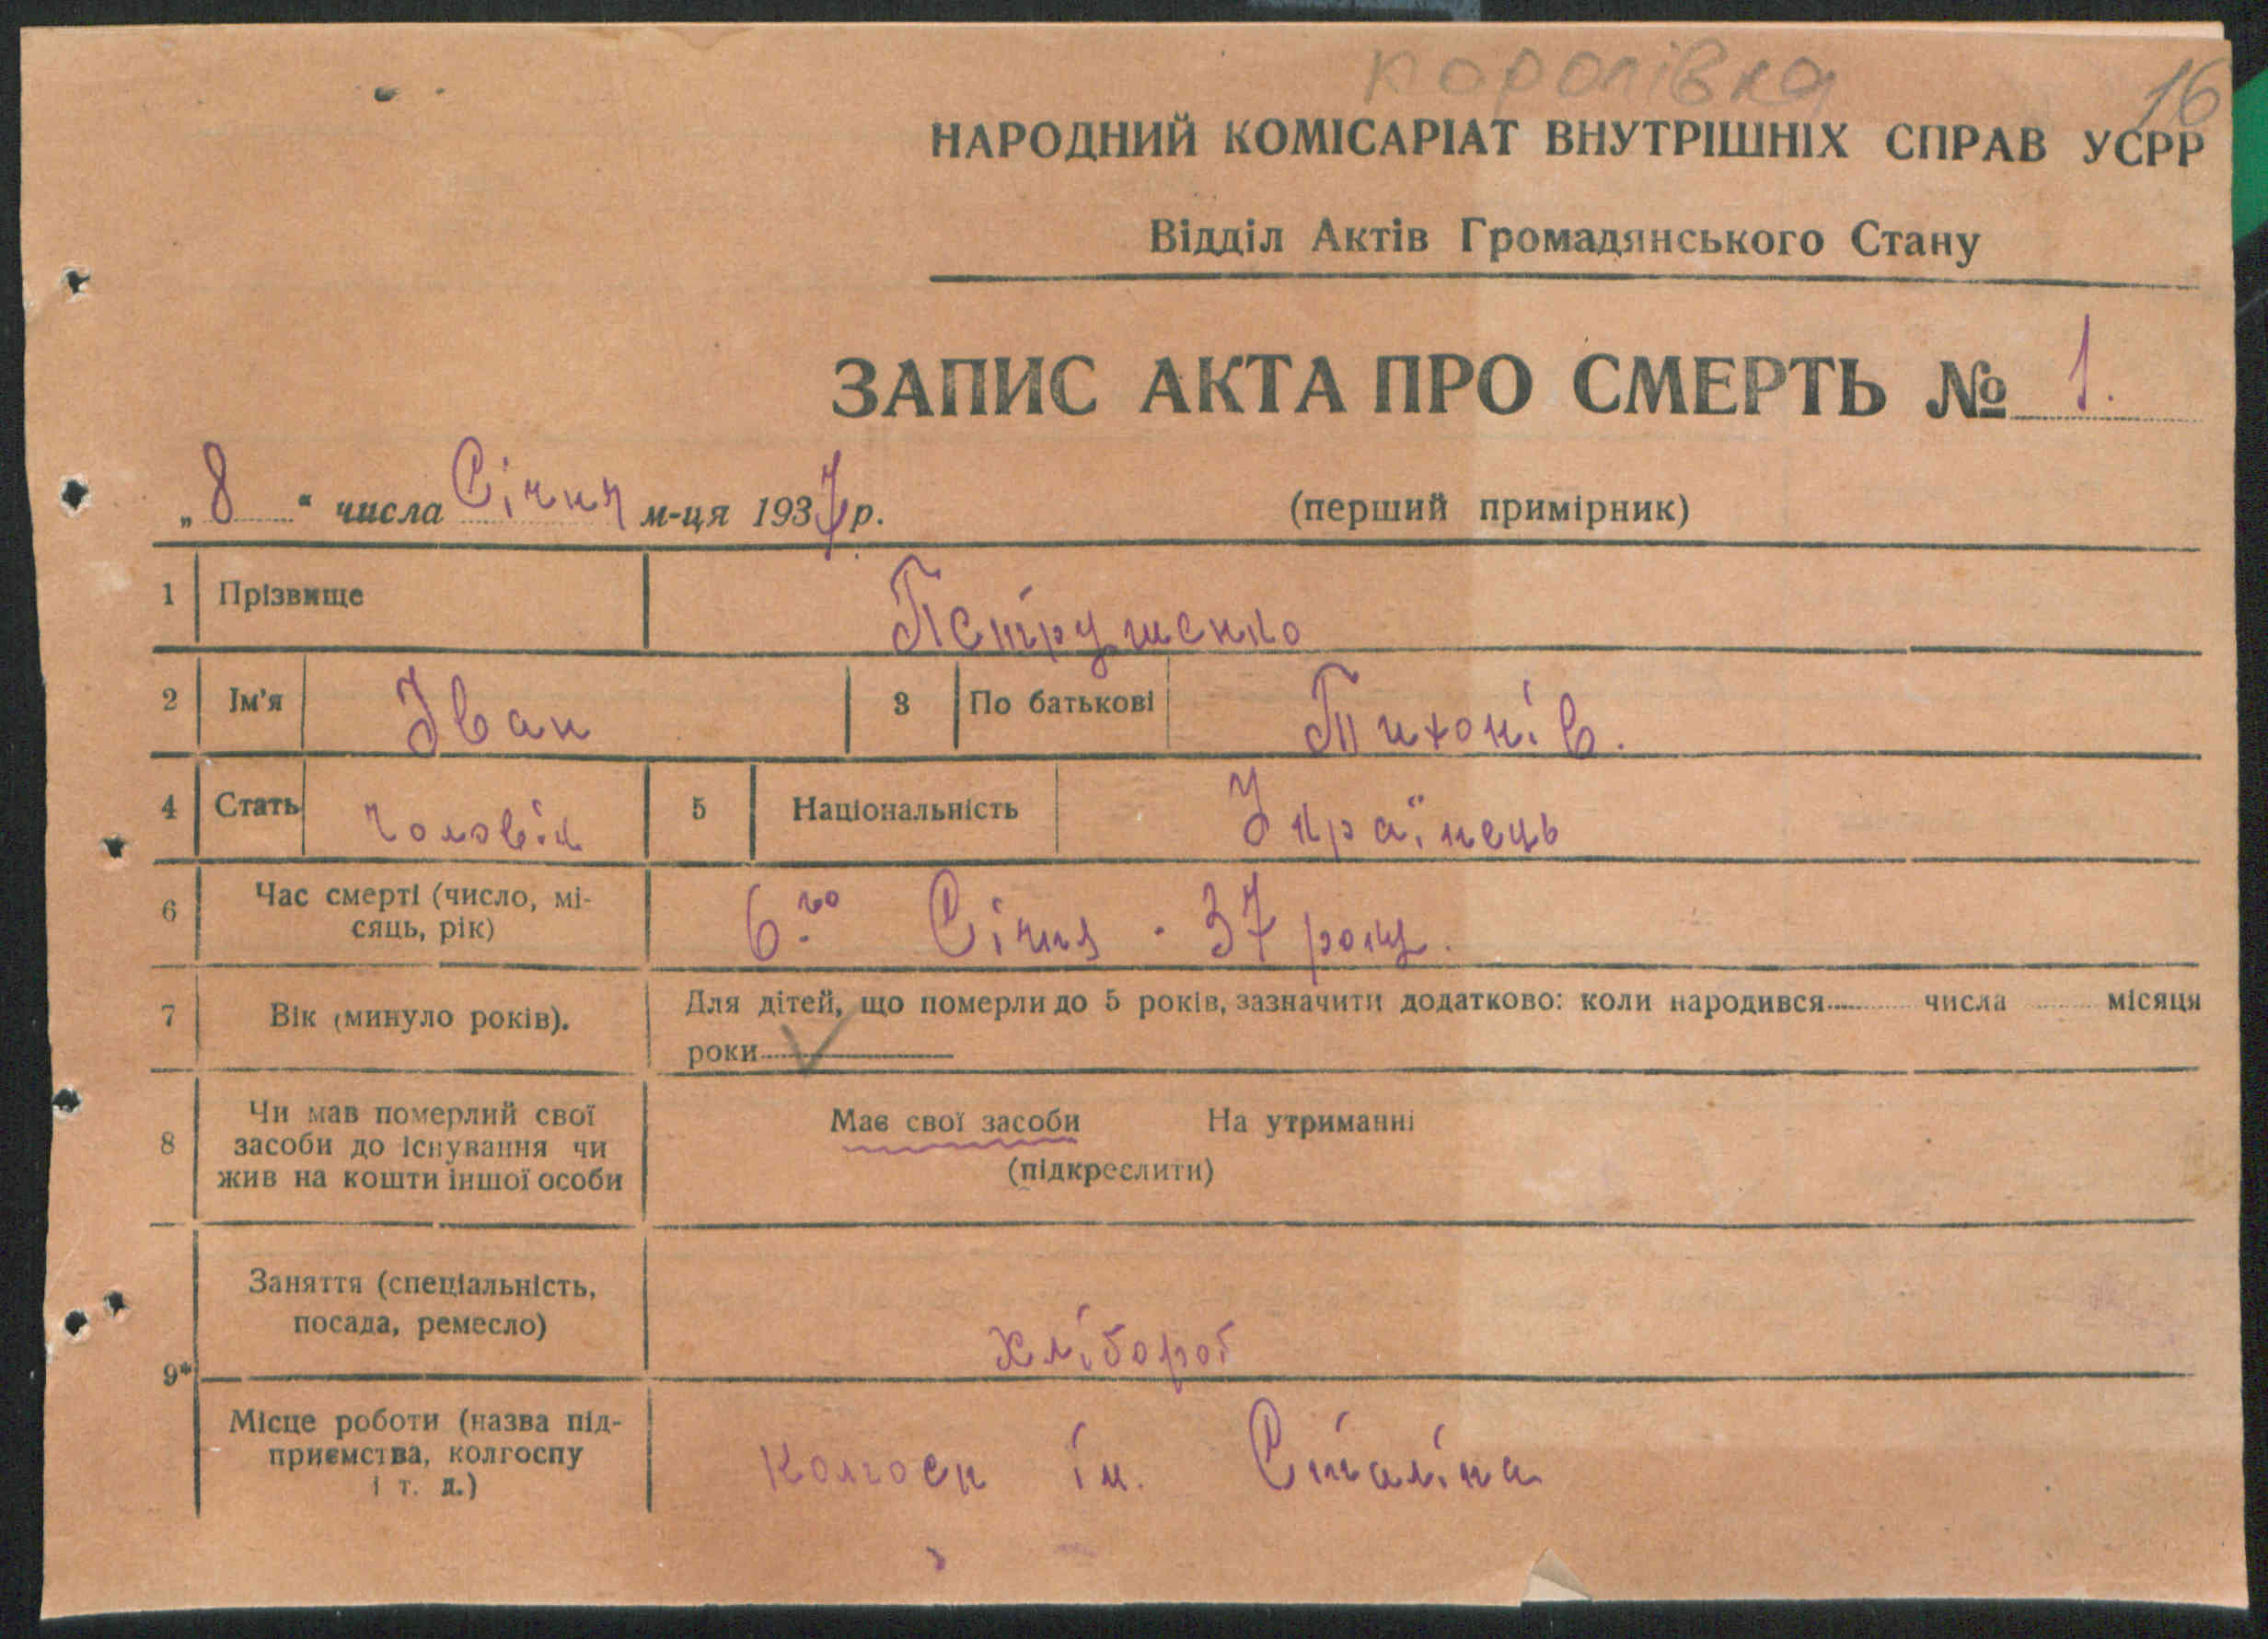 королівка
16
НАРОДНИЙ КОМІСАРІАТ ВНУТРІШНІХ СПРАВ УСРР
Відділ Актів Громадянського Стану
ЗАПИС АКТА ПРО СМЕРТЬ № 1.
„8“ числа Січня м-ця 1937 р. (перший примірник)
1 Прізвище Петрушенко
2 Ім'я Іван 3 По батькові Тихонів.
4 Стать чоловік 5 Національність Українець
6 Час смерті (число, мі-
сяць, рік) 6го Січня 37 року.
7 Вік (минуло років). Для дітей, що померли до 5 років, зазначити додатково: коли народився числа місяця
роки
8 Чи мав померлий свої
засоби до існування чи
жив на кошти іншої особи
Має свої засоби На утриманні
(підкреслити)
9* Заняття (спеціальність,
посада, ремесло) хлібороб
Місце роботи (назва під-
приємства, колгоспу
і т. д.) Колгосп ім. Сталіна